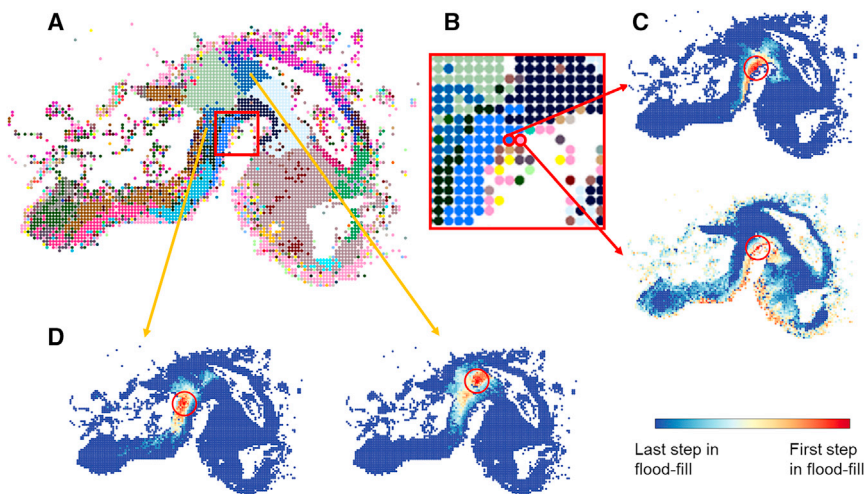 A
B
C
D
Last step in
flood-fill
First step
in flood-fill